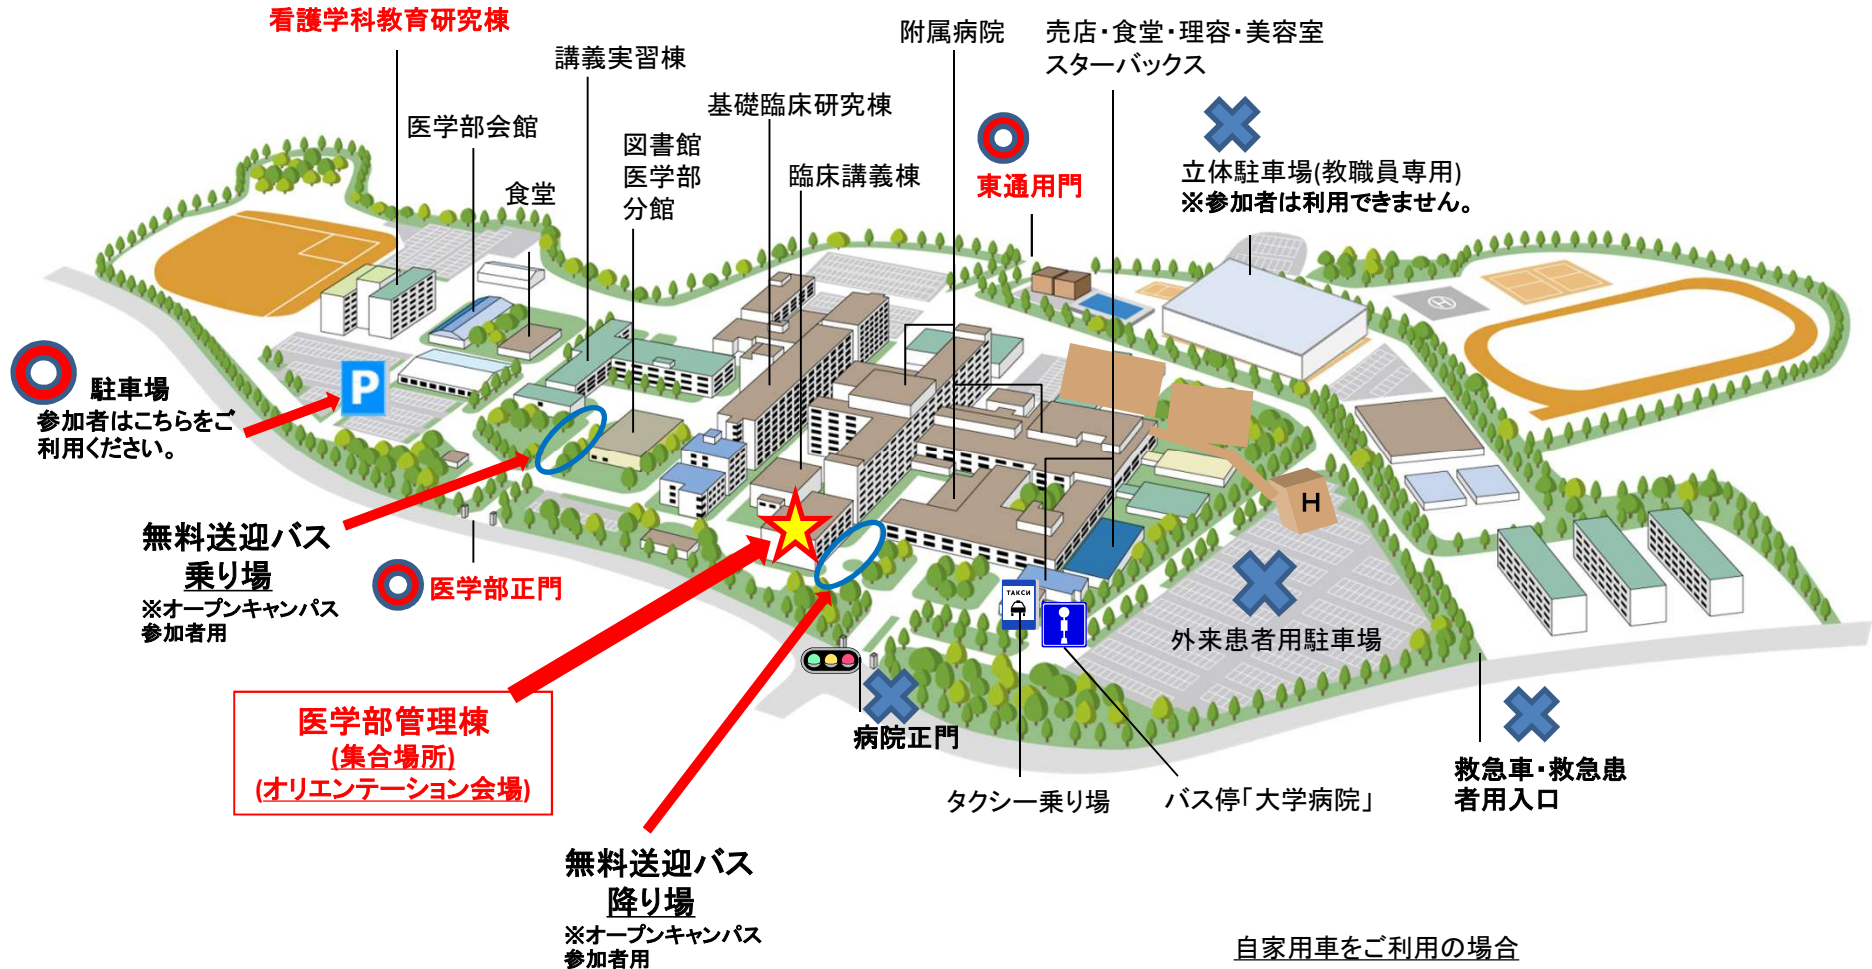 看護学科教育研究棟
講義実習棟
医学部会館
食堂
図書館
医学部
分館
基礎臨床研究棟
臨床講義棟
附属病院
売店・食堂・理容・美容室
スターバックス
東通用門
立体駐車場(教職員専用)
※参加者は利用できません。
P
駐車場
参加者はこちらをご
利用ください。
無料送迎バス
乗り場
※オープンキャンパス
参加者用
医学部正門
医学部管理棟
(集合場所)
(オリエンテーション会場)
無料送迎バス
降り場
※オープンキャンパス
参加者用
病院正門
ТАКСИ
タクシー乗り場
バス停「大学病院」
H
H
外来患者用駐車場
救急車・救急患
者用入口
自家用車をご利用の場合